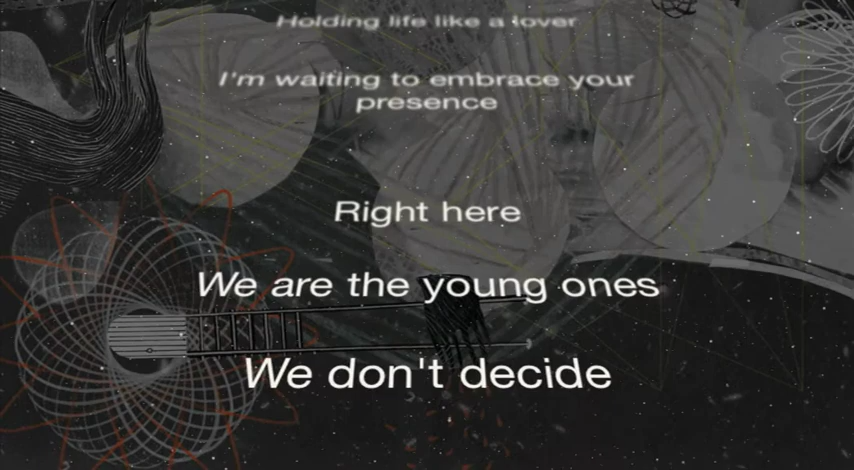 Holding life like a lover
I'm waiting to embrace your
presence
Right here
We are the young ones
We don't decide